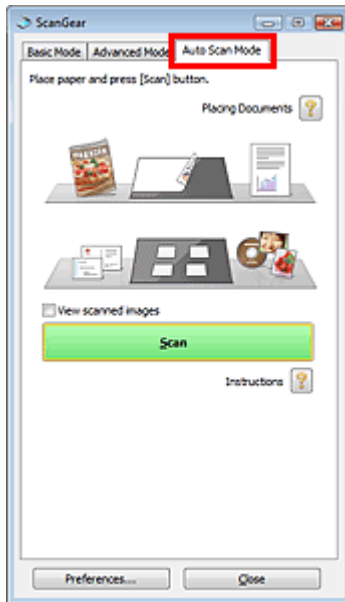 ScanGear
Basic Mode Advanced Mode Auto Scan Mode
Place paper and press [Scan] button.
Placing Documents
View scanned images
Scan
Instructions
Preferences... Close